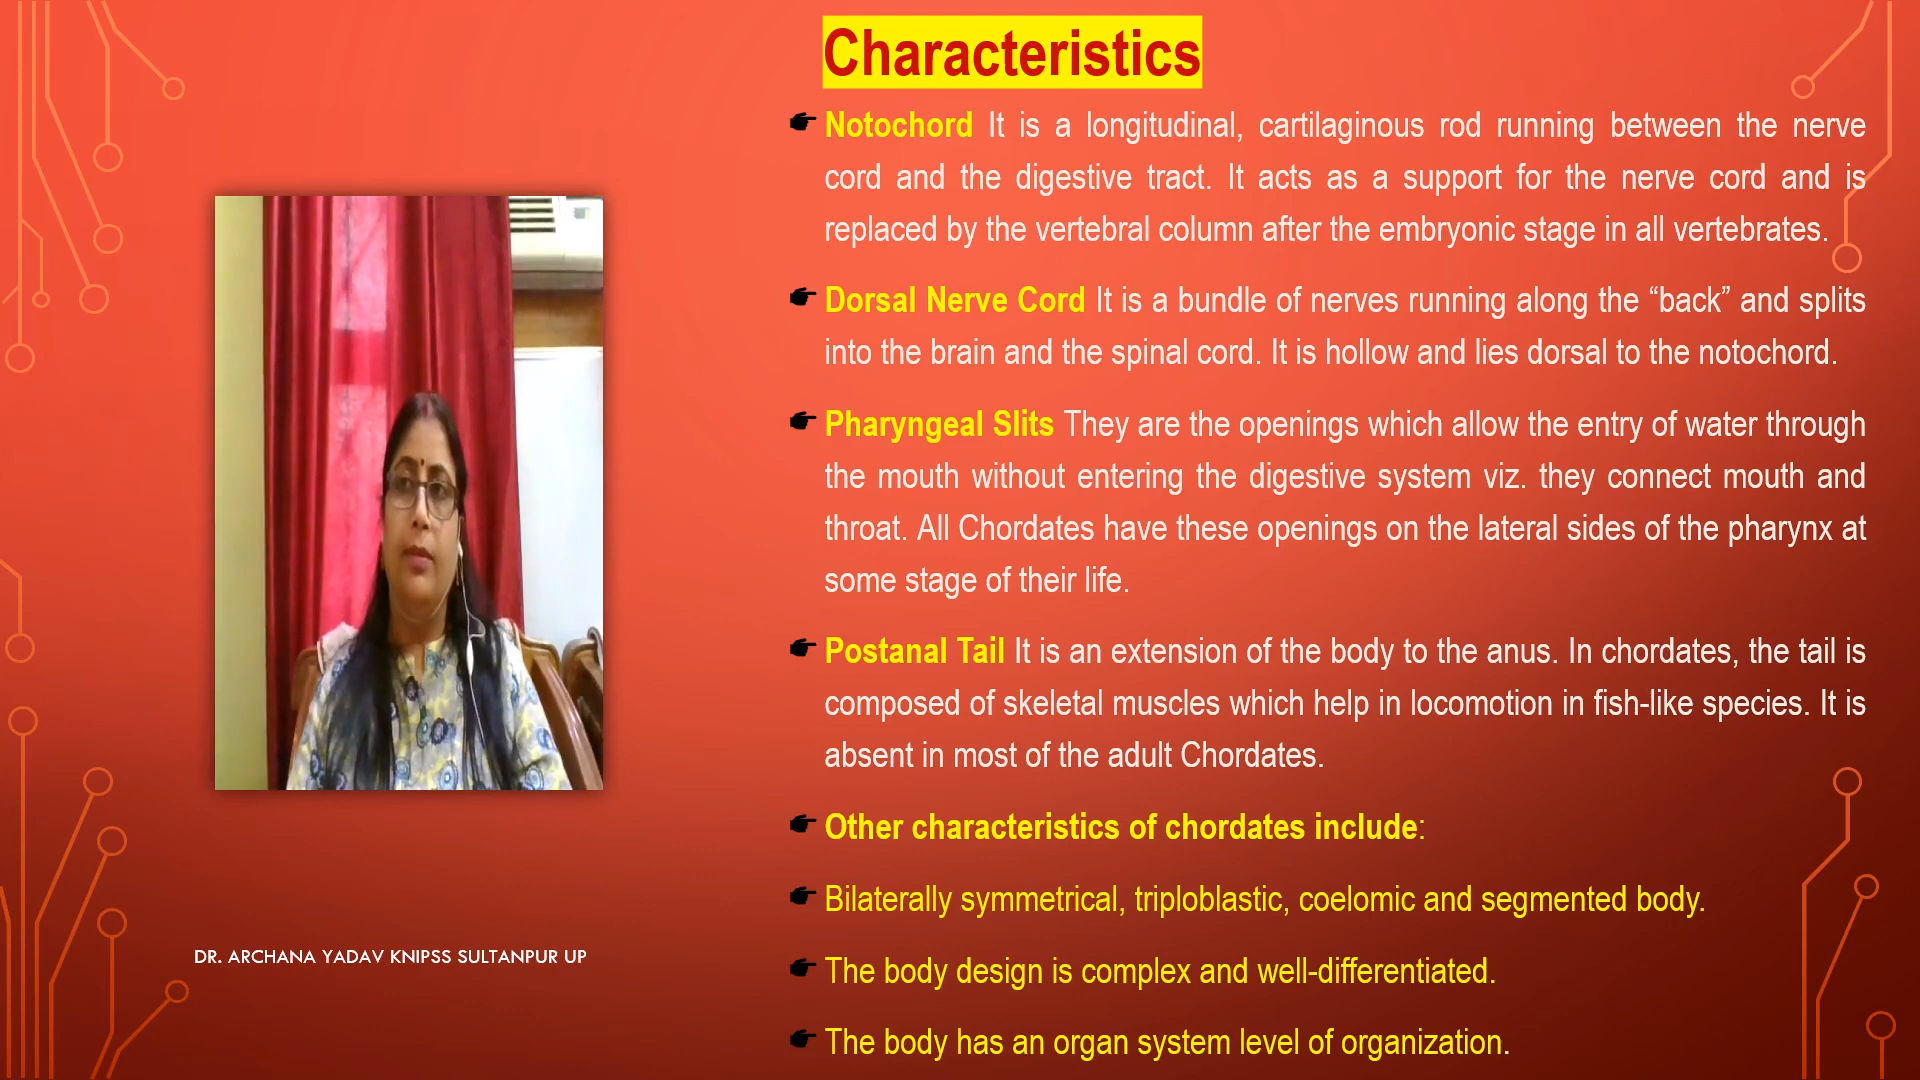 Characteristics
Notochord It is a longitudinal, cartilaginous rod running between the nerve
cord and the digestive tract. It acts as a support for the nerve cord and is
replaced by the vertebral column after the embryonic stage in all vertebrates.
Dorsal Nerve Cord It is a bundle of nerves running along the “back” and splits
into the brain and the spinal cord. It is hollow and lies dorsal to the notochord.
Pharyngeal Slits They are the openings which allow the entry of water through
the mouth without entering the digestive system viz. they connect mouth and
throat. All Chordates have these openings on the lateral sides of the pharynx at
some stage of their life.
Postanal Tail It is an extension of the body to the anus. In chordates, the tail is
composed of skeletal muscles which help in locomotion in fish-like species. It is
absent in most of the adult Chordates.
Other characteristics of chordates include:
Bilaterally symmetrical, triploblastic, coelomic and segmented body.
The body design is complex and well-differentiated.
The body has an organ system level of organization.
DR. ARCHANA YADAV KNIPSS SULTANPUR UP